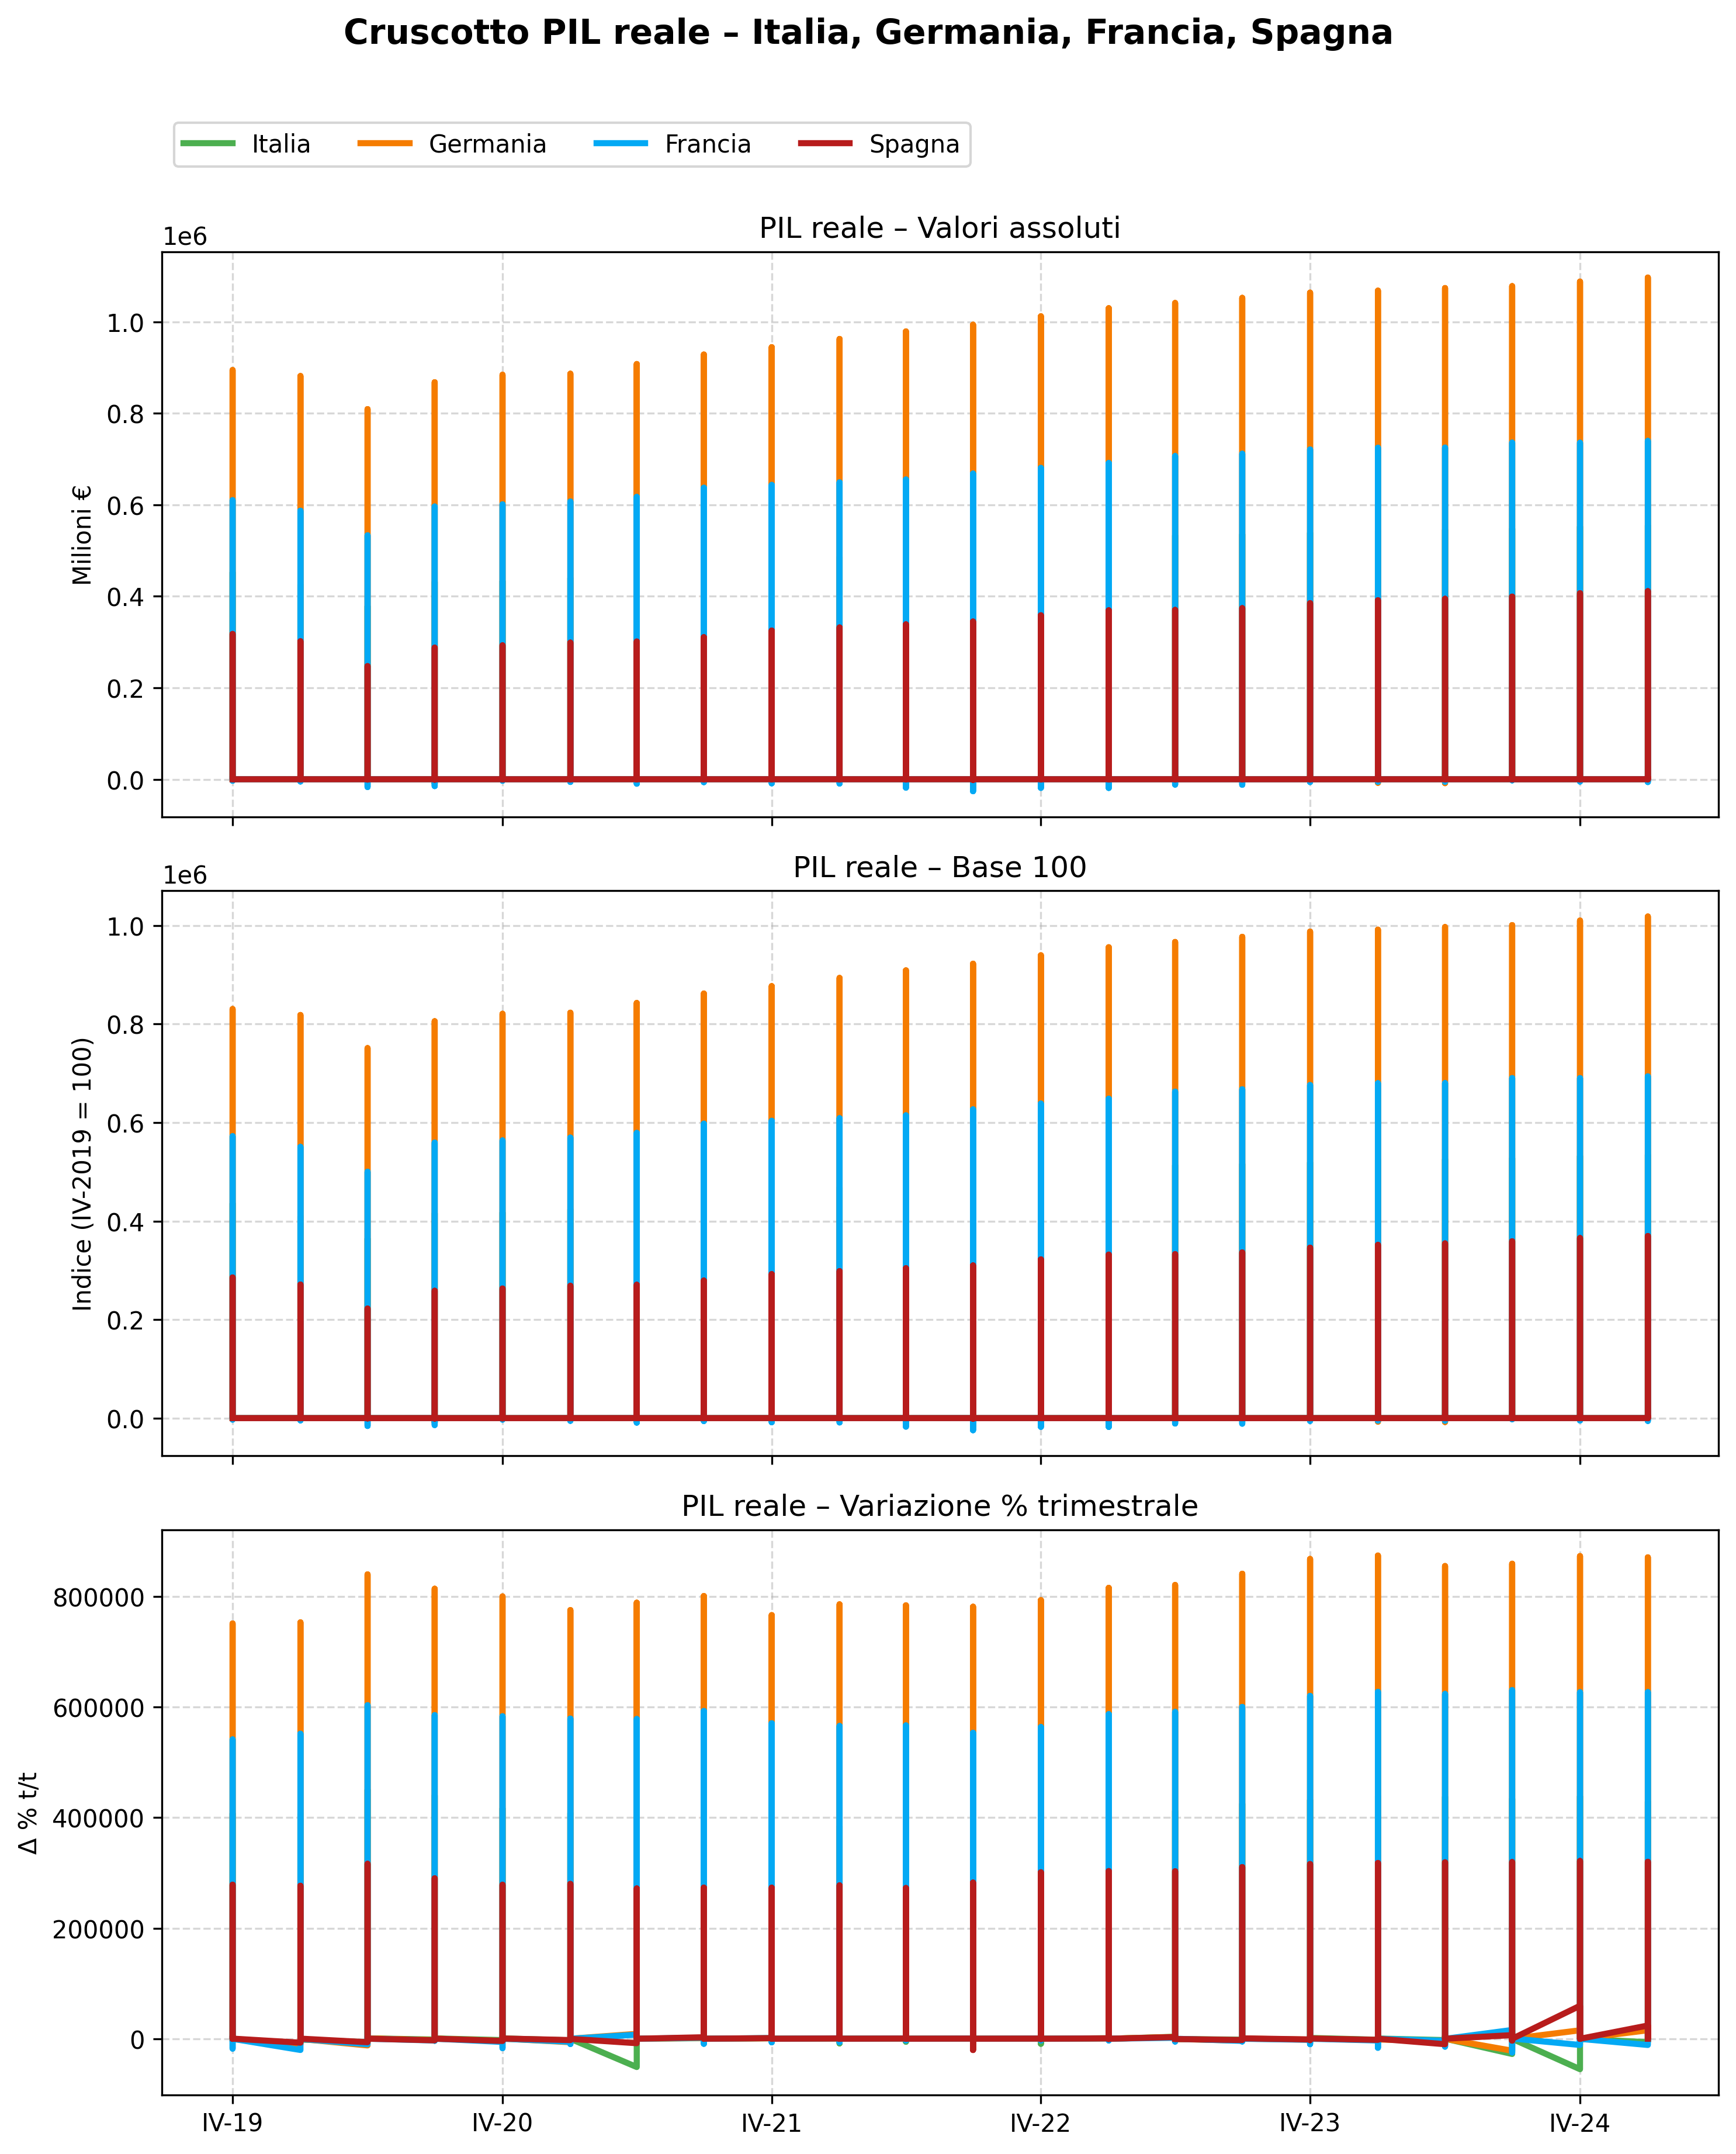 Cruscotto PIL reale – Italia, Germania, Francia, Spagna
Italia Germania Francia Spagna
PIL reale – Valori assoluti
1e6
1.0
0.8
0.6
0.4
0.2
0.0
Milioni €
PIL reale – Base 100
1e6
1.0
0.8
0.6
0.4
0.2
0.0
Indice (IV-2019 = 100)
PIL reale – Variazione % trimestrale
800000
600000
400000
200000
0
Δ % t/t
IV-19 IV-20 IV-21 IV-22 IV-23 IV-24